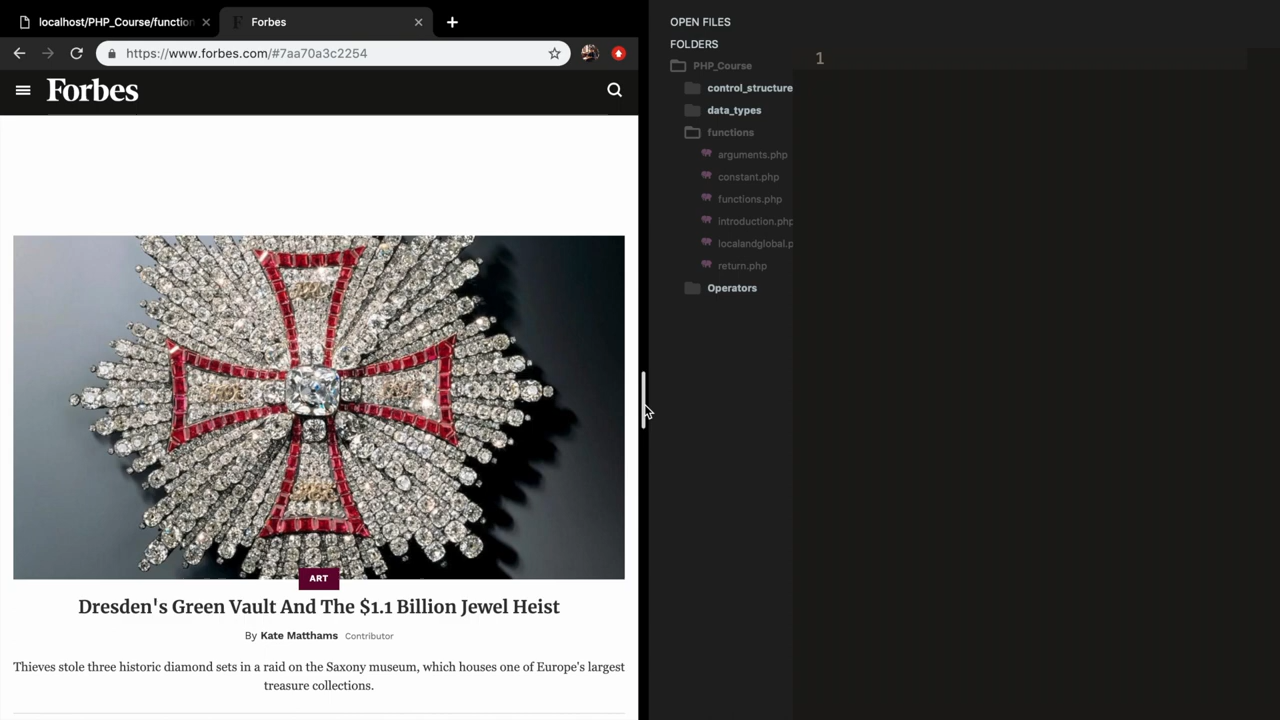 localhost/PHP_Course/function
Forbes
https://www.forbes.com/#7aa70a3c2254
Forbes
ART
Dresden's Green Vault And The $1.1 Billion Jewel Heist
By Kate Matthams Contributor
Thieves stole three historic diamond sets in a raid on the Saxony museum, which houses one of Europe's largest
treasure collections.
OPEN FILES
FOLDERS
PHP_Course
control_structure
data_types
functions
arguments.php
constant.php
functions.php
introduction.php
localandglobal.p
return.php
Operators
1